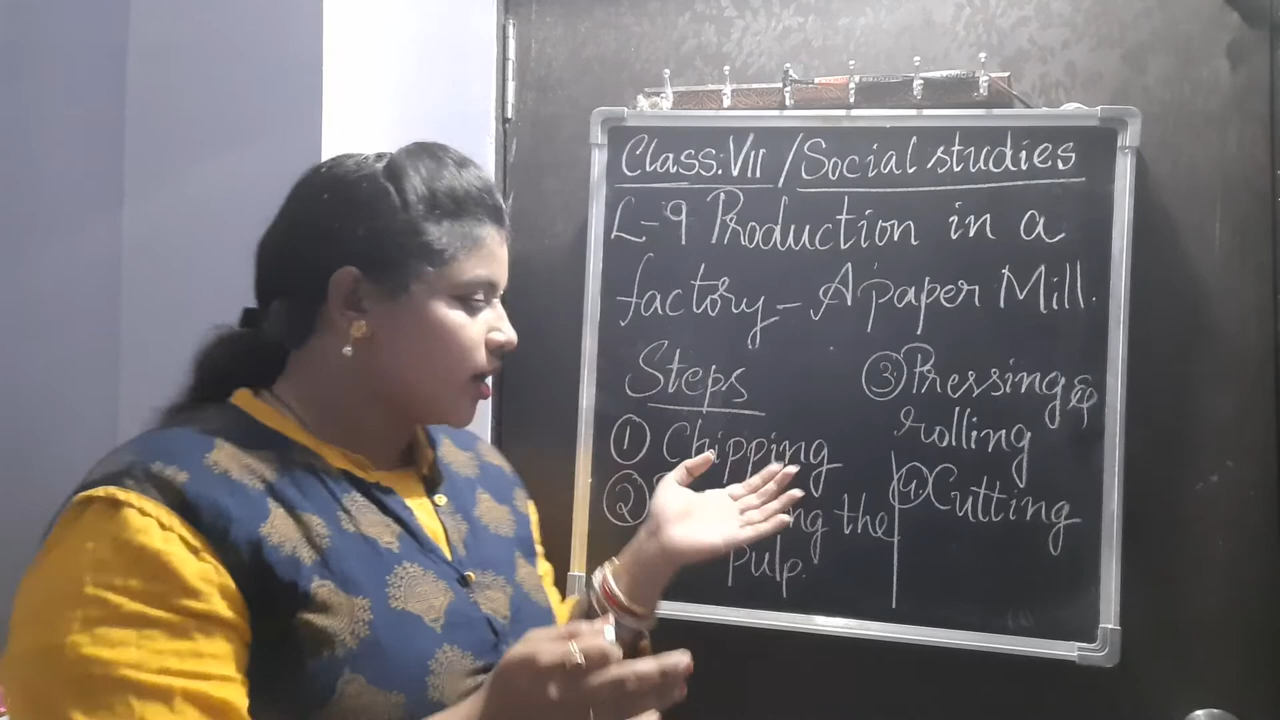 Class: VII / Social studies
L-9 Production in a
factory - A paper Mill.
Steps
① Chipping
② the
Pulp.
③ Pressing &
rolling
④ Cutting